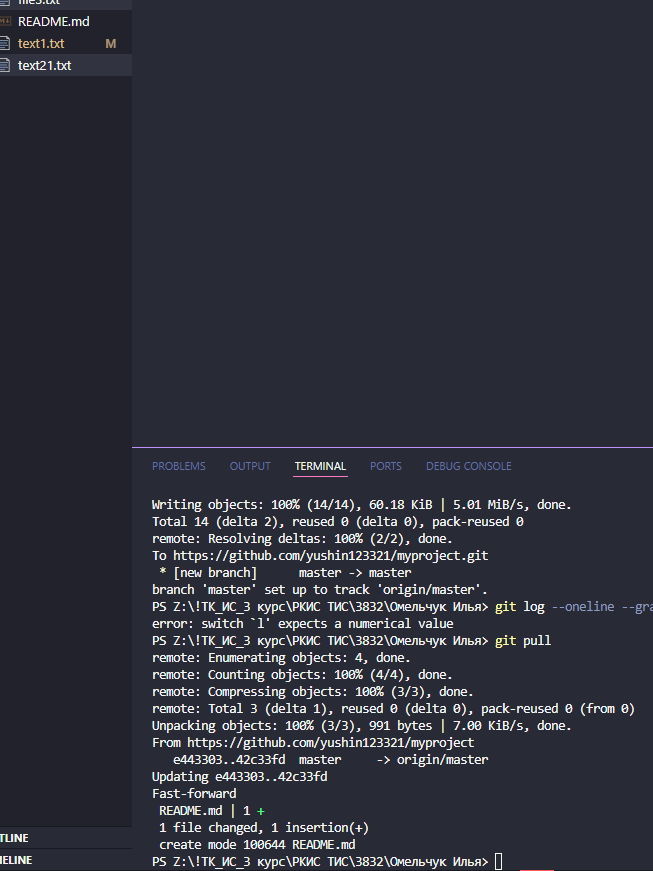 README.md
text1.txt M
text21.txt
PROBLEMS OUTPUT TERMINAL PORTS DEBUG CONSOLE
Writing objects: 100% (14/14), 60.18 KiB | 5.01 MiB/s, done.
Total 14 (delta 2), reused 0 (delta 0), pack-reused 0
remote: Resolving deltas: 100% (2/2), done.
To https://github.com/yushin123321/myproject.git
 * [new branch]      master -> master
branch 'master' set up to track 'origin/master'.
PS Z:\!ТК_ИС_3 курс\РКИС ТИС\3832\Омельчук Илья> git log --oneline --gra
error: switch `l' expects a numerical value
PS Z:\!ТК_ИС_3 курс\РКИС ТИС\3832\Омельчук Илья> git pull
remote: Enumerating objects: 4, done.
remote: Counting objects: 100% (4/4), done.
remote: Compressing objects: 100% (3/3), done.
remote: Total 3 (delta 1), reused 0 (delta 0), pack-reused 0 (from 0)
Unpacking objects: 100% (3/3), 991 bytes | 7.00 KiB/s, done.
From https://github.com/yushin123321/myproject
   e443303..42c33fd  master     -> origin/master
Updating e443303..42c33fd
Fast-forward
 README.md | 1 +
 1 file changed, 1 insertion(+)
 create mode 100644 README.md
TLINE
MELINE
PS Z:\!ТК_ИС_3 курс\РКИС ТИС\3832\Омельчук Илья>